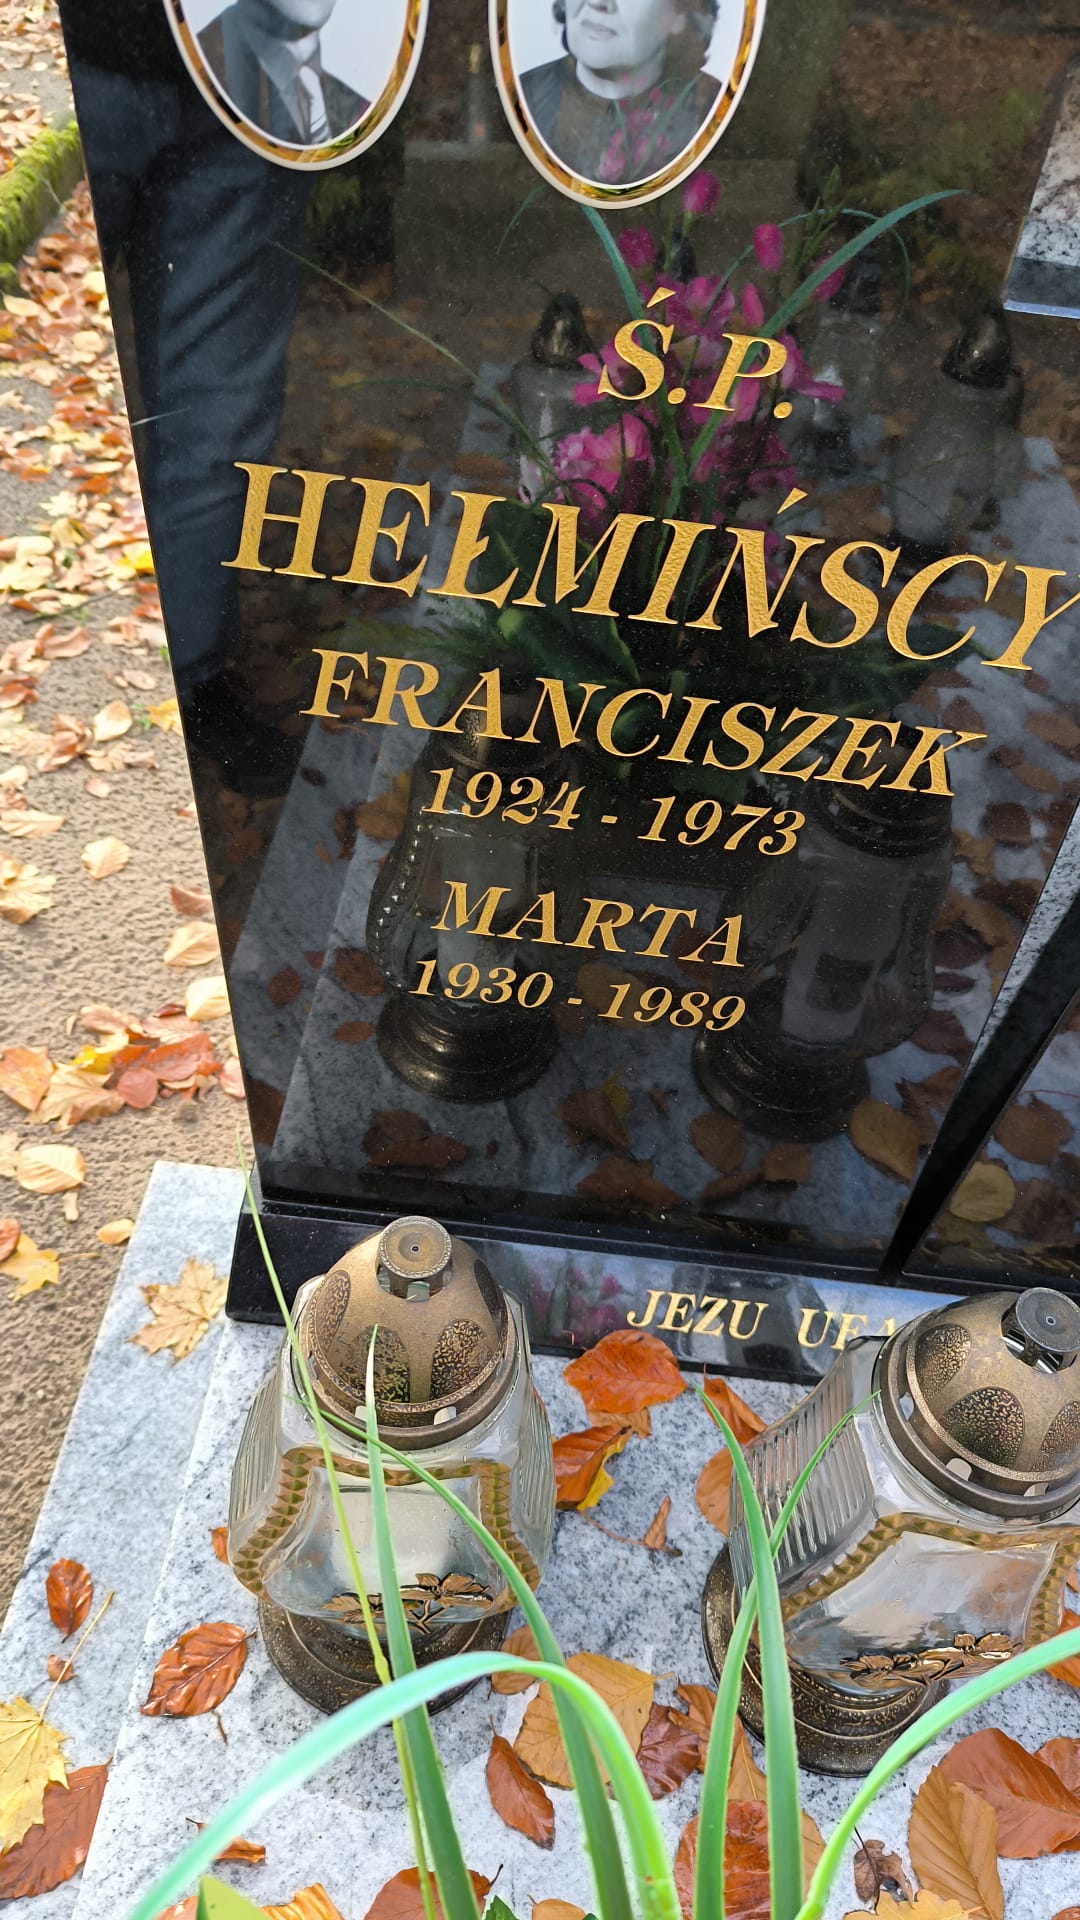 Ś.P.
HEŁMIŃSCY
FRANCISZEK
1924 - 1973
MARTA
1930 - 1989
JEZU